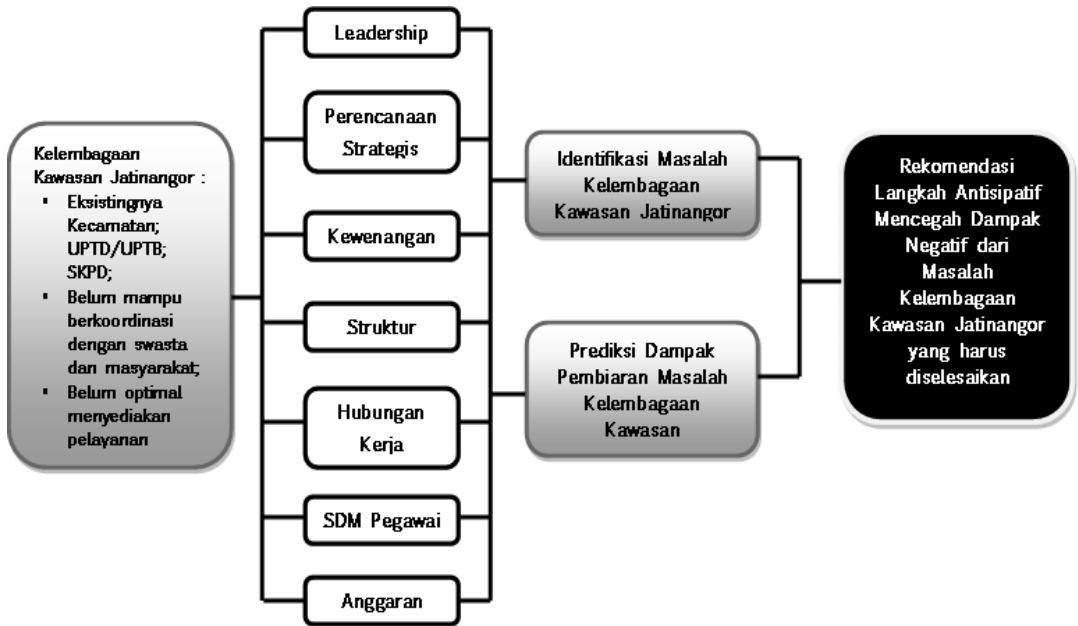 Kelembagaan
Kawasan Jatinangor :
▪ Eksistingnya
Kecamatan;
UPTD/UPTB;
SKPD;
▪ Belum mampu
berkoordinasi
dengan swasta
dan masyarakat;
▪ Belum optimal
menyediakan
pelayanan
Leadership
Perencanaan
Strategis
Kewenangan
Struktur
Hubungan
Kerja
SDM Pegawai
Anggaran
Identifikasi Masalah
Kelembagaan
Kawasan Jatinangor
Prediksi Dampak
Pembiaran Masalah
Kelembagaan
Kawasan
Rekomendasi
Langkah Antisipatif
Mencegah Dampak
Negatif dari
Masalah
Kelembagaan
Kawasan Jatinangor
yang harus
diselesaikan